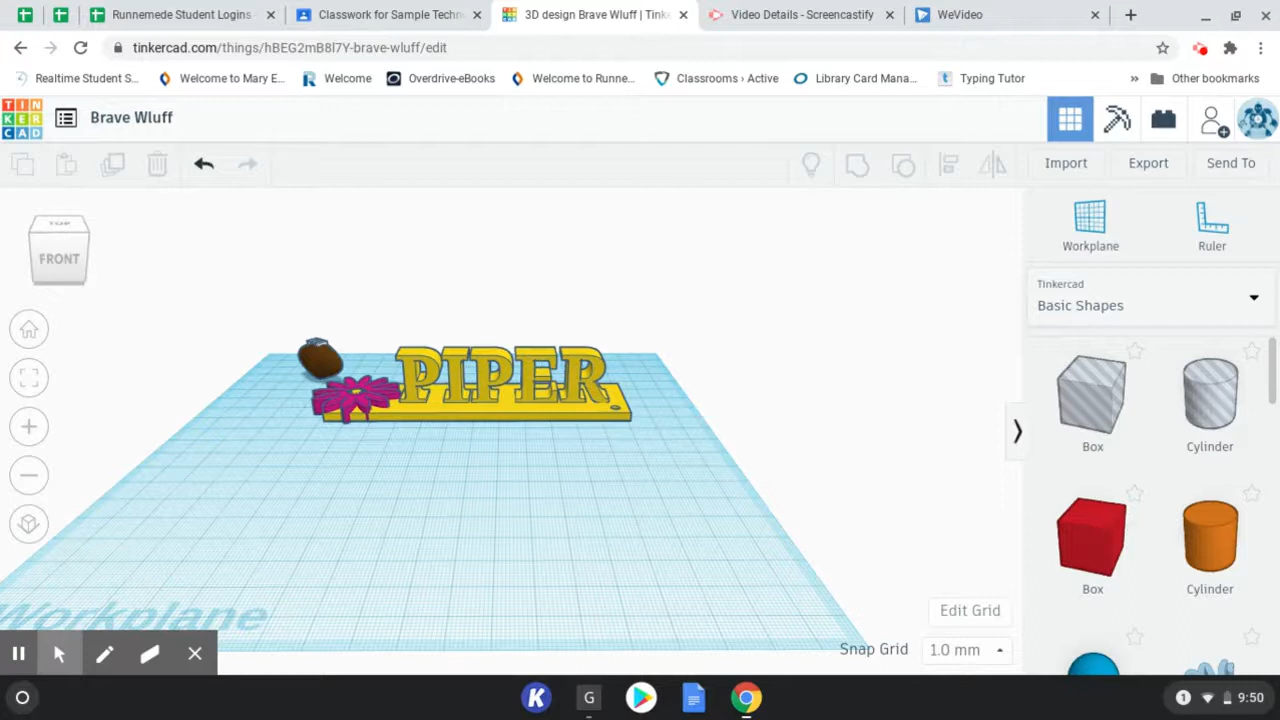 Runnemede Student Logins
Classwork for Sample Techn
3D design Brave Wluff | Tink
Video Details - Screencastify
WeVideo
tinkercad.com/things/hBEG2mB8l7Y-brave-wluff/edit
Realtime Student S...
Welcome to Mary E...
Welcome
Overdrive-eBooks
Welcome to Runne...
Classrooms › Active
Library Card Mana...
Typing Tutor
»
Other bookmarks
TIN
KER
CAD
Brave Wluff
Import
Export
Send To
TOP
FRONT
Workplane
Ruler
Tinkercad
Basic Shapes
PIPER
Box
Cylinder
Box
Cylinder
Workplane
Edit Grid
Snap Grid
1.0 mm
K
G
1
9:50